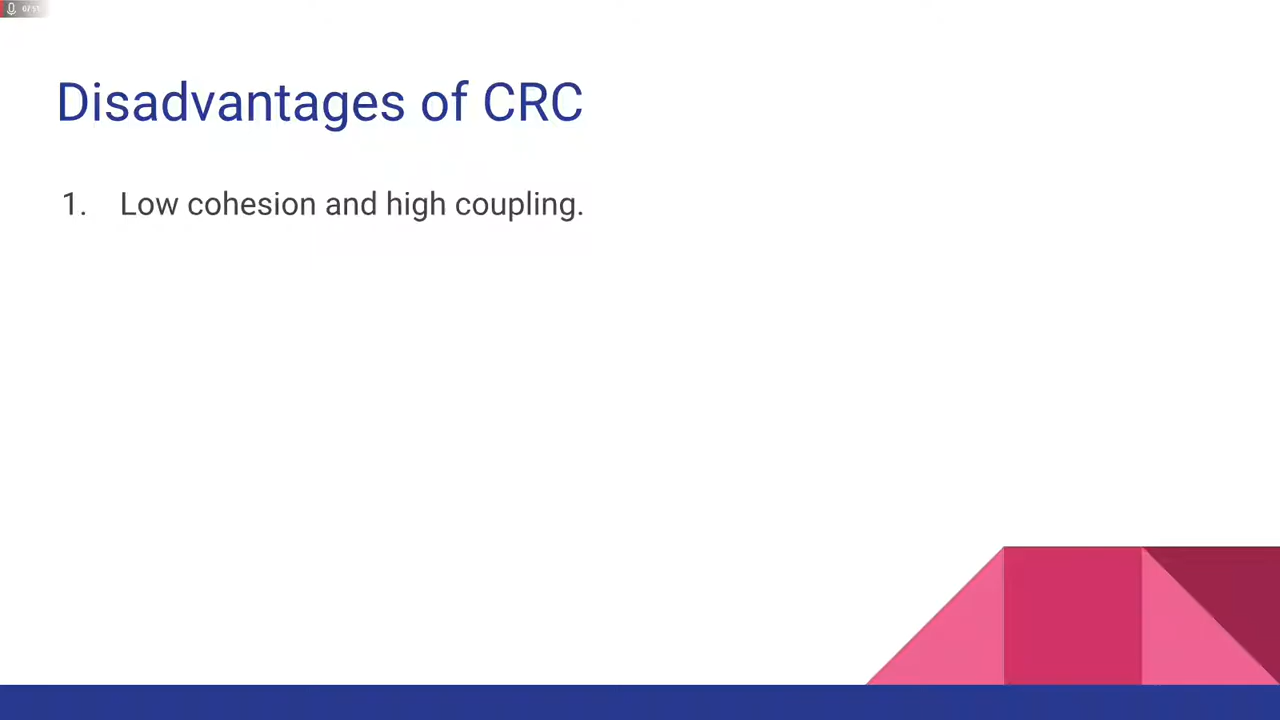 Disadvantages of CRC
1. Low cohesion and high coupling.